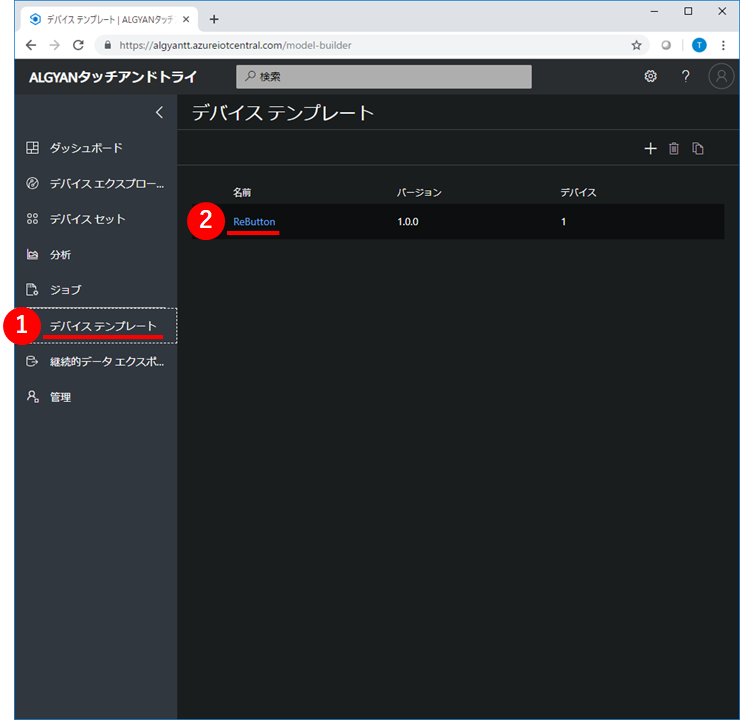 デバイス テンプレート | ALGYANタッチ
https://algyantt.azureiotcentral.com/model-builder
T
ALGYANタッチアンドトライ
検索
?
デバイス テンプレート
ダッシュボード
デバイス エクスプロー...
デバイス セット
分析
ジョブ
1
デバイス テンプレート
継続的データ エクスポ...
管理
名前 バージョン デバイス
2
ReButton 1.0.0 1